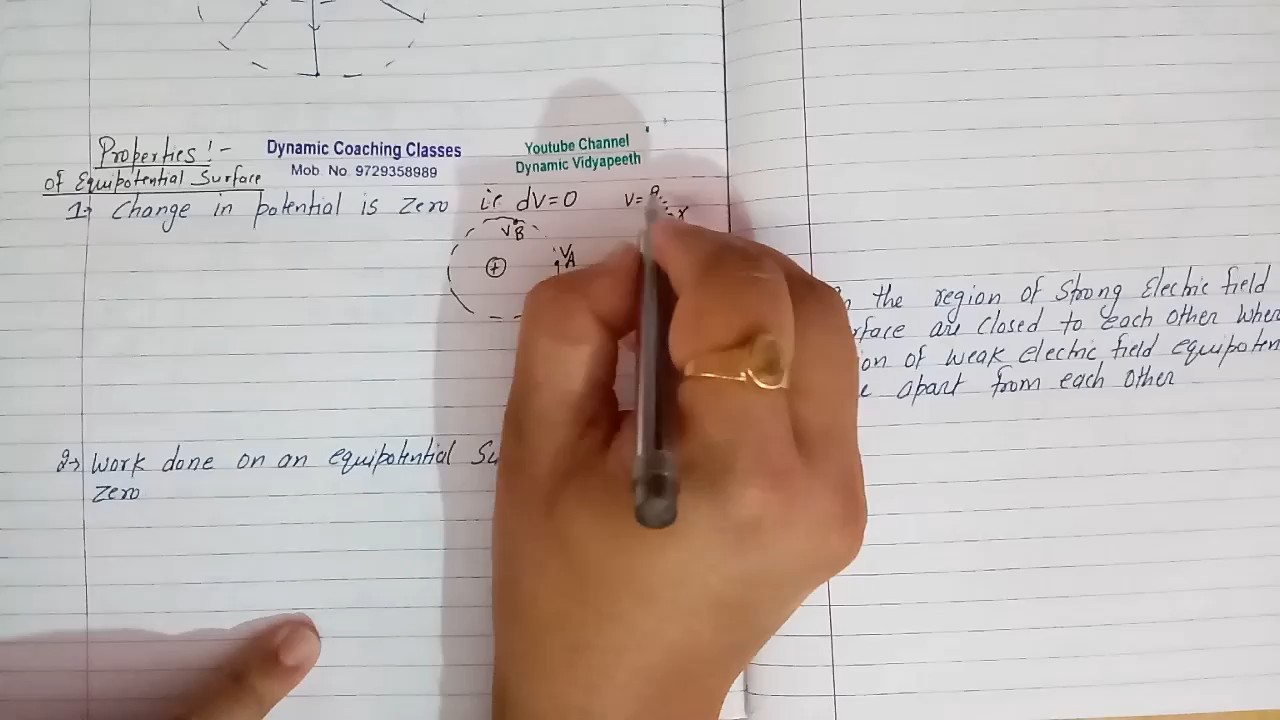 Properties :-
of Equipotential Surface
Dynamic Coaching Classes
Mob. No. 9729358989
Youtube Channel
Dynamic Vidyapeeth
1→ Change in potential is Zero ie dv=0
V=
VB
VA
+
the region of Strong Electric field
are closed to each other
of weak electric field
apart from each other
2→ Work done on an equipotential
Zero